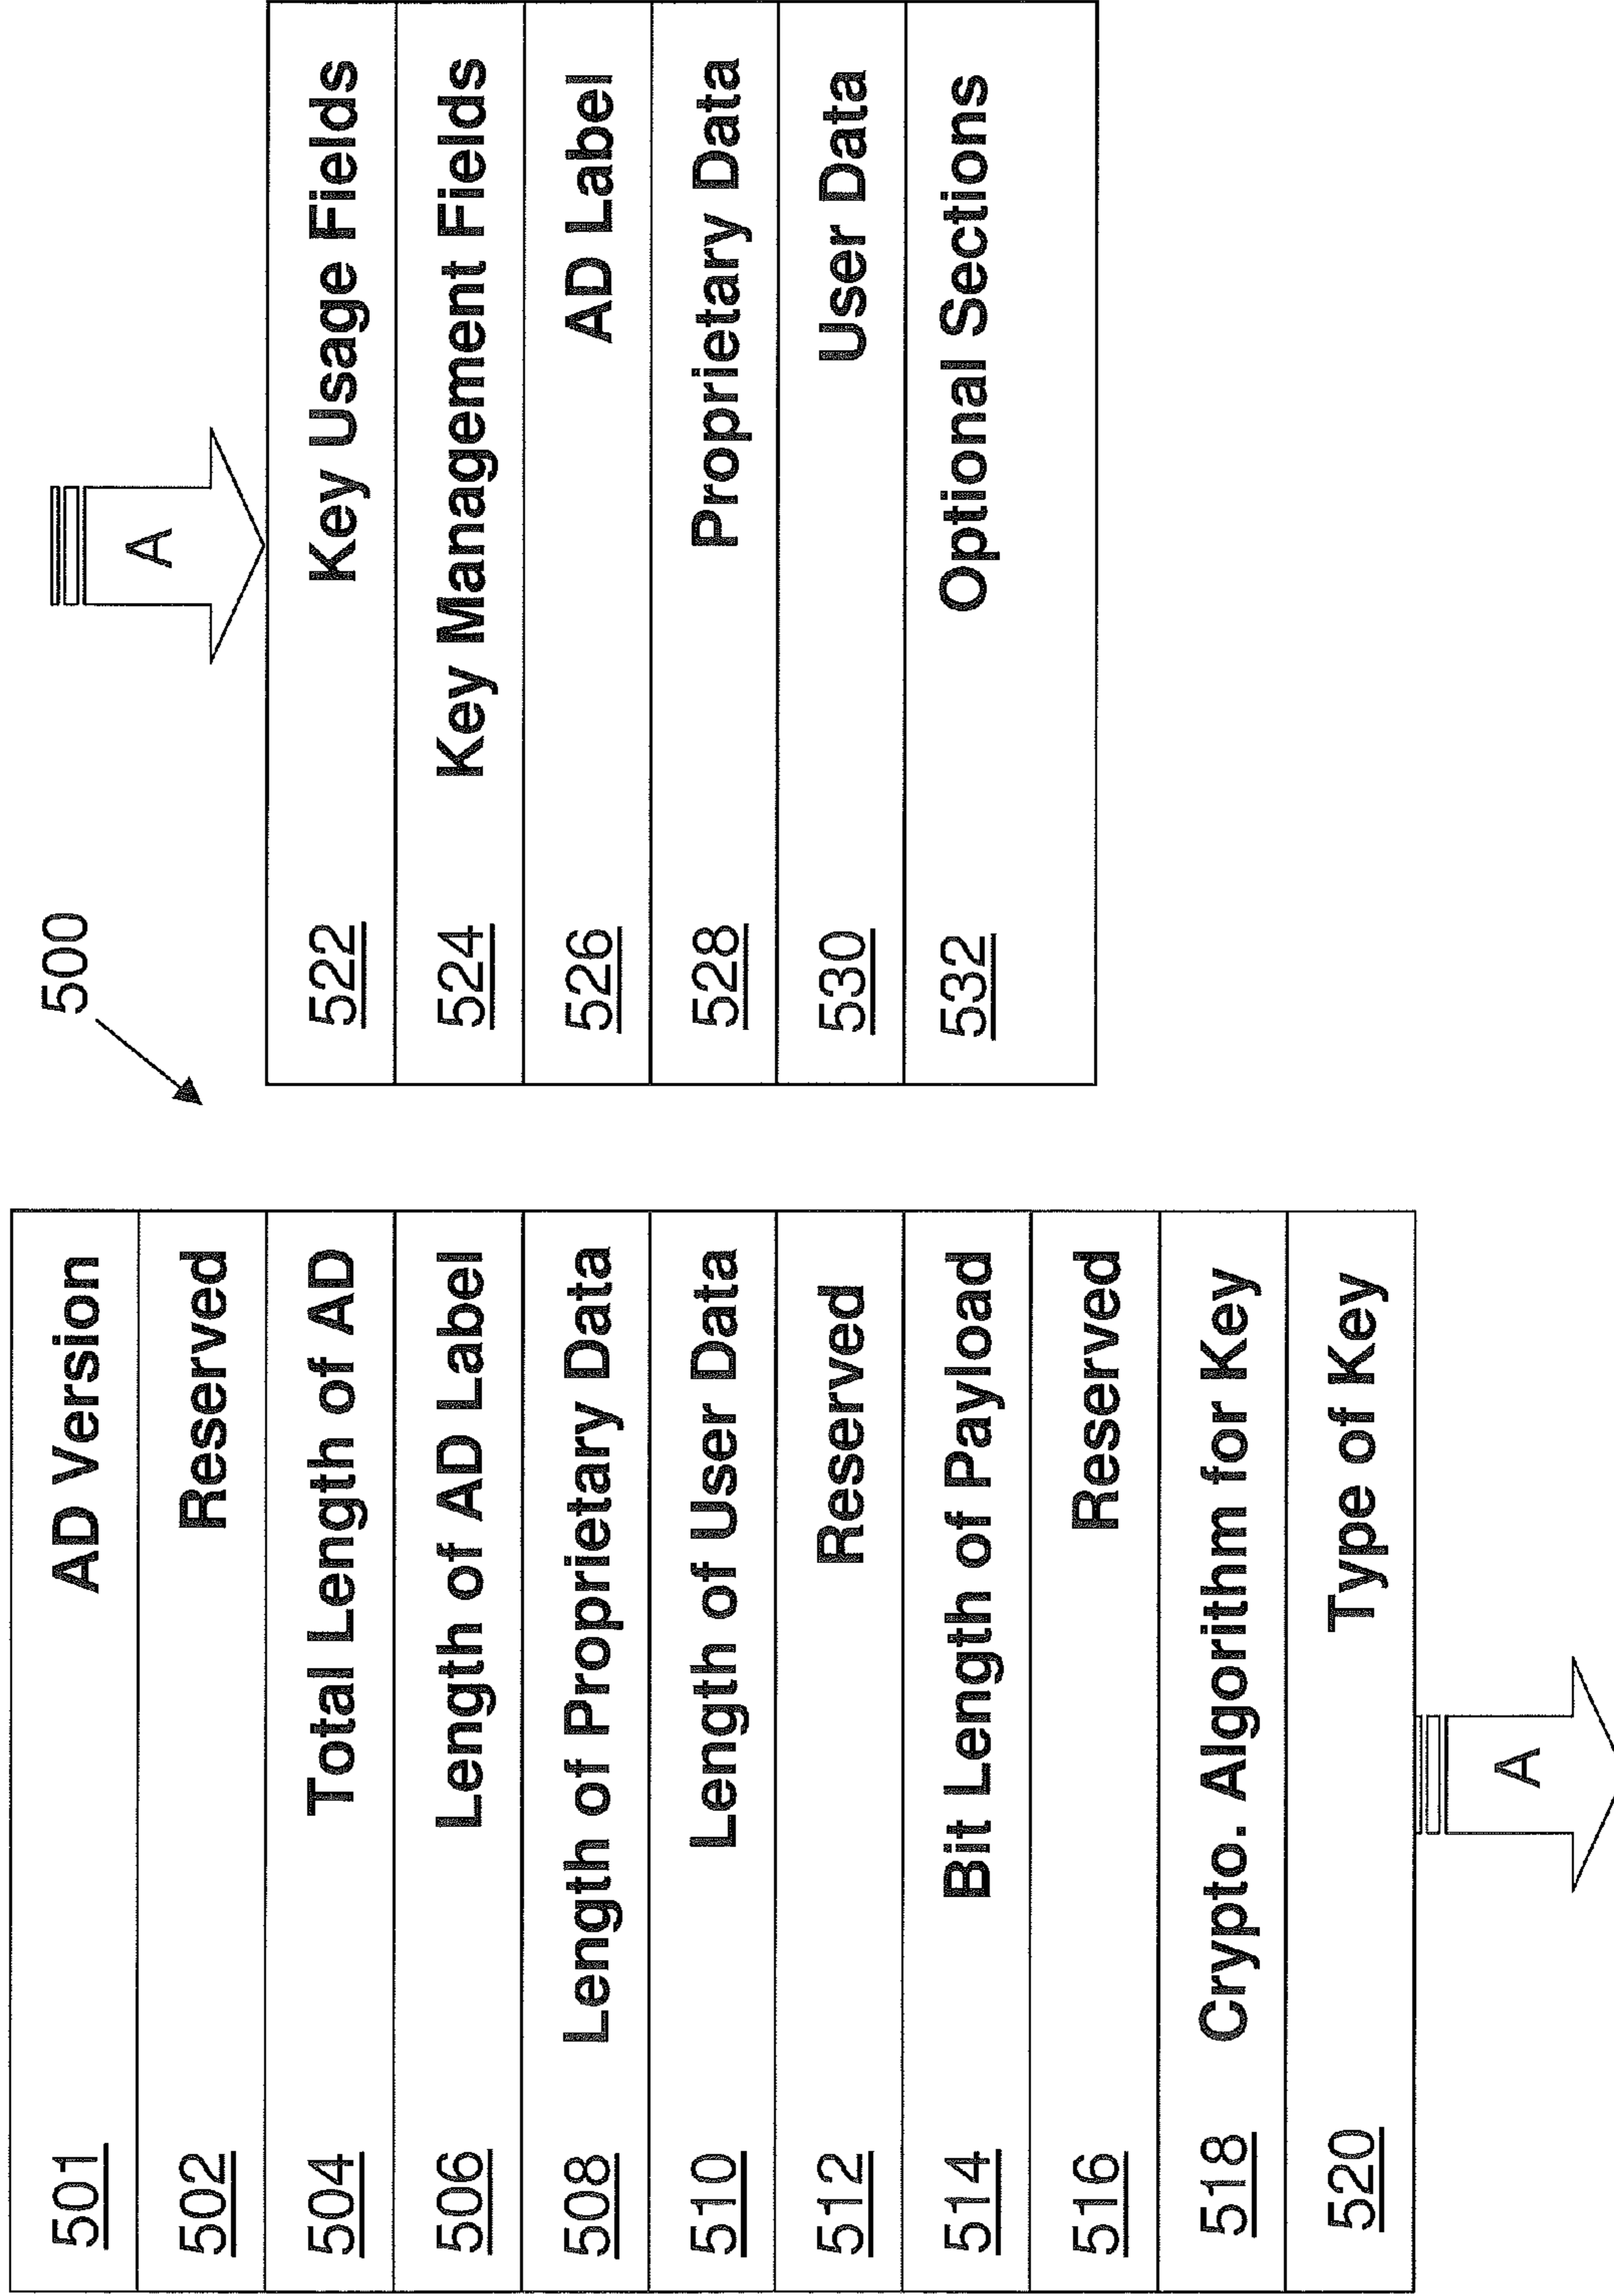 500
501 AD Version
502 Reserved
504 Total Length of AD
506 Length of AD Label
508 Length of Proprietary Data
510 Length of User Data
512 Reserved
514 Bit Length of Payload
516 Reserved
518 Crypto. Algorithm for Key
520 Type of Key
A
A
522 Key Usage Fields
524 Key Management Fields
526 AD Label
528 Proprietary Data
530 User Data
532 Optional Sections